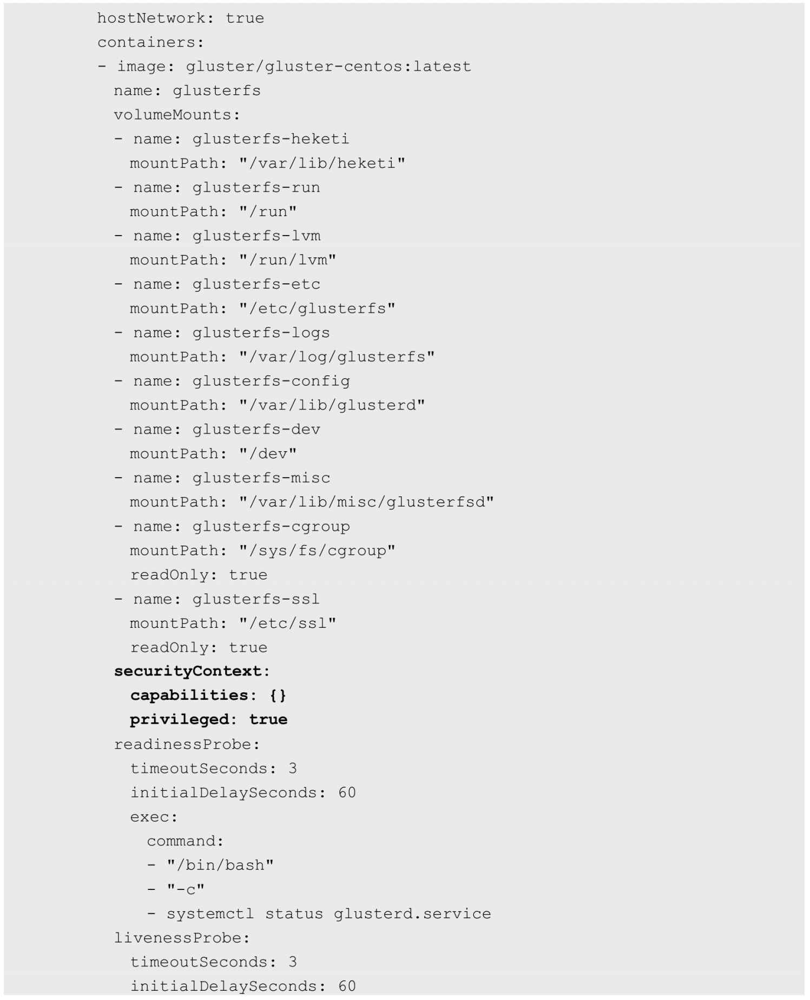 hostNetwork: true
containers:
- image: gluster/gluster-centos:latest
name: glusterfs
volumeMounts:
- name: glusterfs-heketi
mountPath: "/var/lib/heketi"
- name: glusterfs-run
mountPath: "/run"
- name: glusterfs-lvm
mountPath: "/run/lvm"
- name: glusterfs-etc
mountPath: "/etc/glusterfs"
- name: glusterfs-logs
mountPath: "/var/log/glusterfs"
- name: glusterfs-config
mountPath: "/var/lib/glusterd"
- name: glusterfs-dev
mountPath: "/dev"
- name: glusterfs-misc
mountPath: "/var/lib/misc/glusterfsd"
- name: glusterfs-cgroup
mountPath: "/sys/fs/cgroup"
readOnly: true
- name: glusterfs-ssl
mountPath: "/etc/ssl"
readOnly: true
securityContext:
capabilities: {}
privileged: true
readinessProbe:
timeoutSeconds: 3
initialDelaySeconds: 60
exec:
command:
- "/bin/bash"
- "-c"
- systemctl status glusterd.service
livenessProbe:
timeoutSeconds: 3
initialDelaySeconds: 60